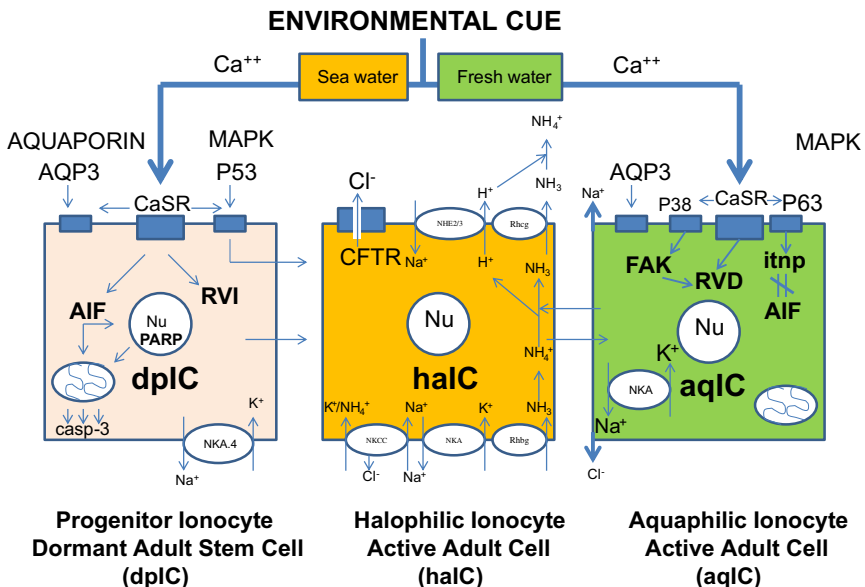 ENVIRONMENTAL CUE
Ca++
Sea water
Fresh water
Ca++
AQUAPORIN
MAPK
AQP3
P53
CaSR
RVI
AIF
Nu
PARP
dpIC
casp-3
K+
NKA.4
Na+
NH4+
NH3
Cl-
H+
NHE2/3
Rhcg
CFTR
Na+
H+
NH3
Nu
haIC
NH4+
K+/NH4+
Na+
K+
NH3
NKCC
NKA
Rhbg
Cl-
Na+
MAPK
AQP3
Na+
P38
CaSR
P63
FAK
RVD
itnp
AIF
Nu
K+
aqIC
NKA
Na+
Cl-
Progenitor Ionocyte
Dormant Adult Stem Cell
(dpIC)
Halophilic Ionocyte
Active Adult Cell
(haIC)
Aquaphilic Ionocyte
Active Adult Cell
(aqIC)